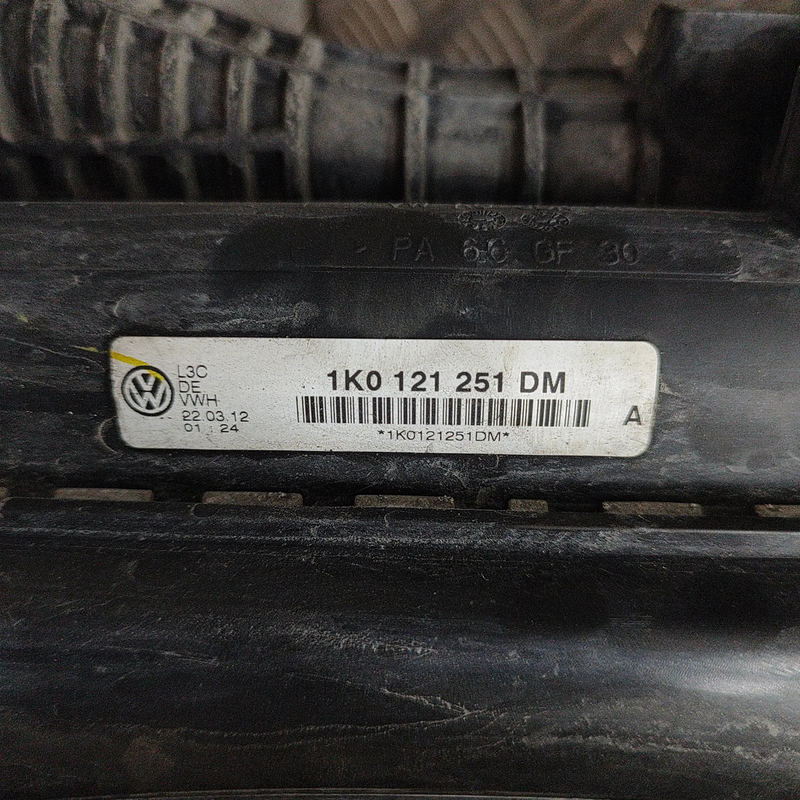 > PA 66 GF 30
L3C
DE
VWH
22.03.12
01 : 24
1K0 121 251 DM
*1K0121251DM*
A